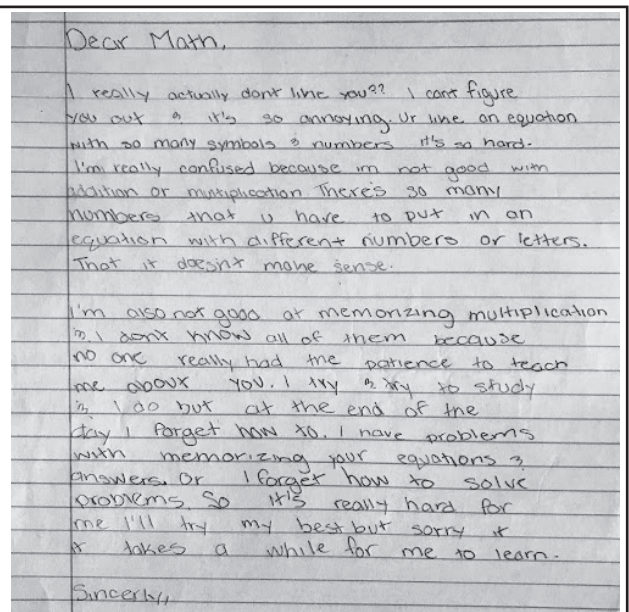 Dear Math,
I really actually dont like you?? I cant figure
you out & it's so annoying. Ur like an equation
with so many symbols & numbers it's so hard.
I'm really confused because im not good with
addition or multiplication. There's so many
numbers that u have to put in an
equation with different numbers or letters.
That it doesn't make sense.
I'm also not good at memorizing multiplication
& I dont know all of them because
no one really had the patience to teach
me about you. I try & try to study
& I do but at the end of the
day I forget how to. I have problems
with memorizing your equations &
answers. Or I forget how to solve
problems. So it's really hard for
me I'll try my best but sorry if
it takes a while for me to learn.
Sincerly,